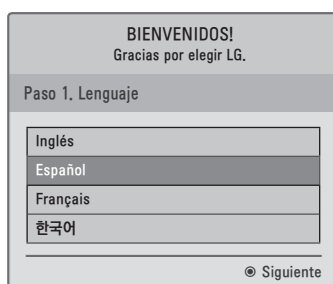 BIENVENIDOS!
Gracias por elegir LG.
Paso 1. Lenguaje
Inglés
Español
Français
한국어
◉ Siguiente